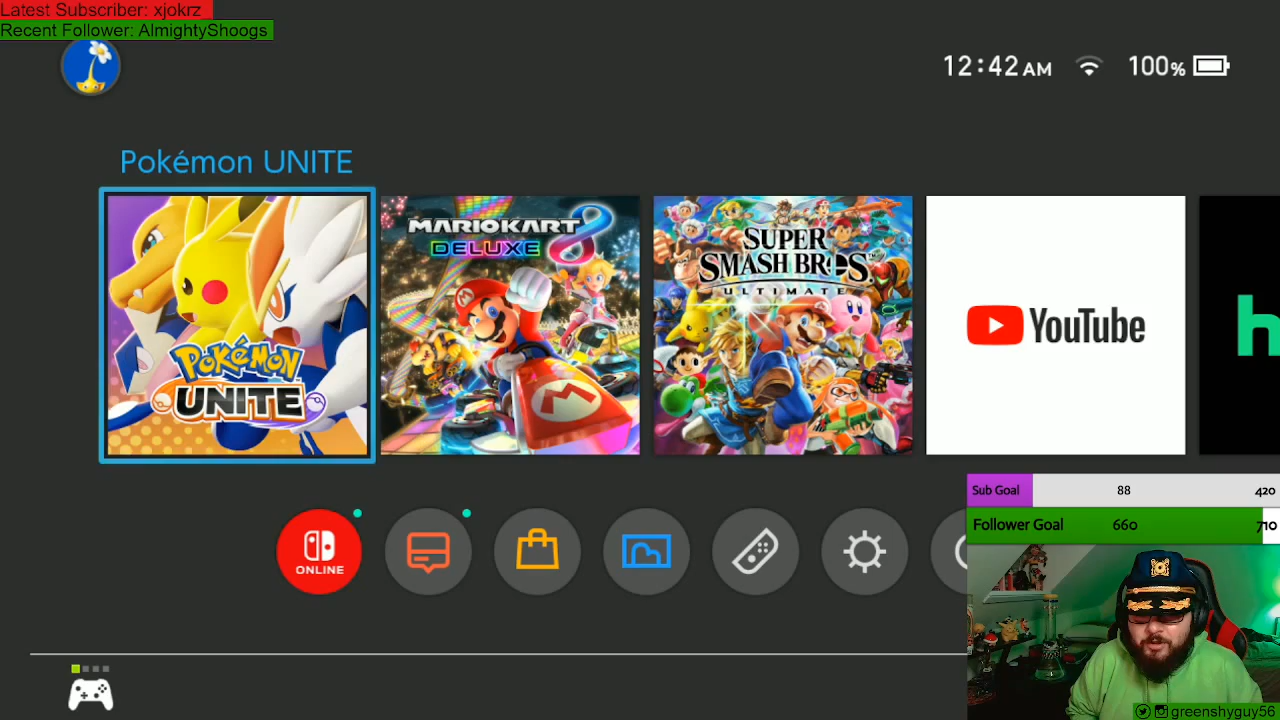 Latest Subscriber: xjokrz
Recent Follower: AlmightyShoogs
12:42 AM
100%
Pokémon UNITE
POKÉMON
UNITE
MARIOKART 8
DELUXE
SUPER
SMASH BROS.
ULTIMATE
YouTube
h
Sub Goal 88 420
Follower Goal 660 710
ONLINE
greenshyguy56